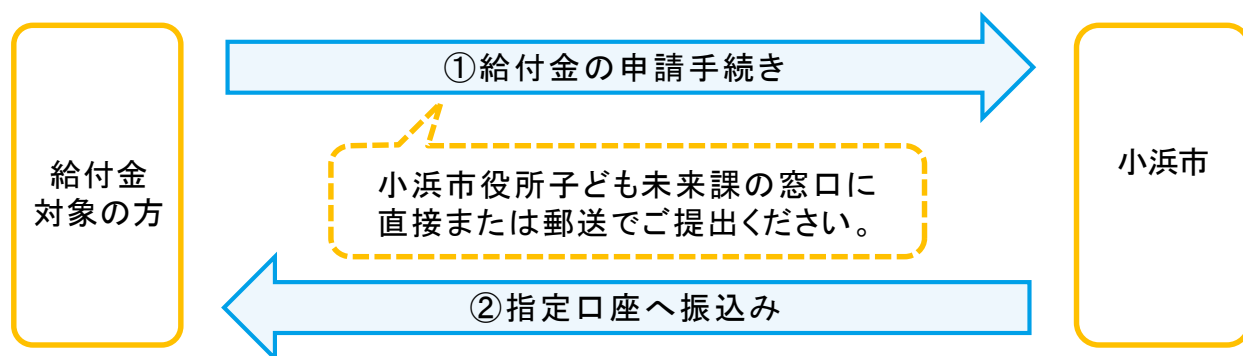 ①給付金の申請手続き
給付金
対象の方
小浜市役所子ども未来課の窓口に
直接または郵送でご提出ください。
小浜市
②指定口座へ振込み